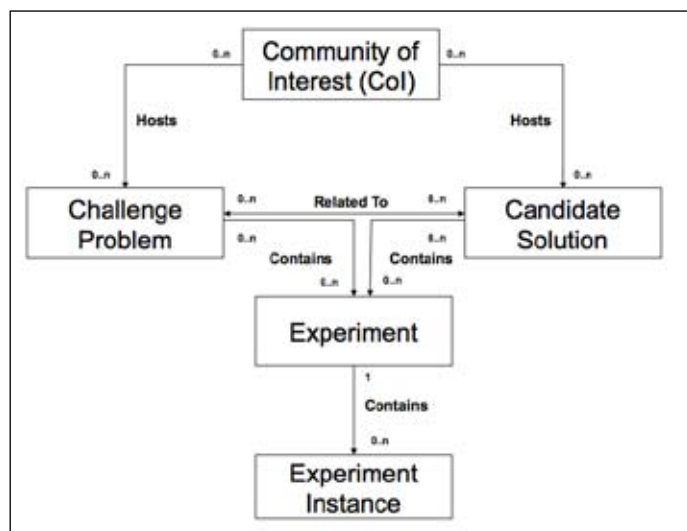 Community of
Interest (CoI)
0..n
0..n
Hosts
Hosts
0..n
0..n
Challenge
Problem
Candidate
Solution
0..n
Related To
0..n
0..n
0..n
Contains
Contains
0..n
0..n
Experiment
1
Contains
0..n
Experiment
Instance